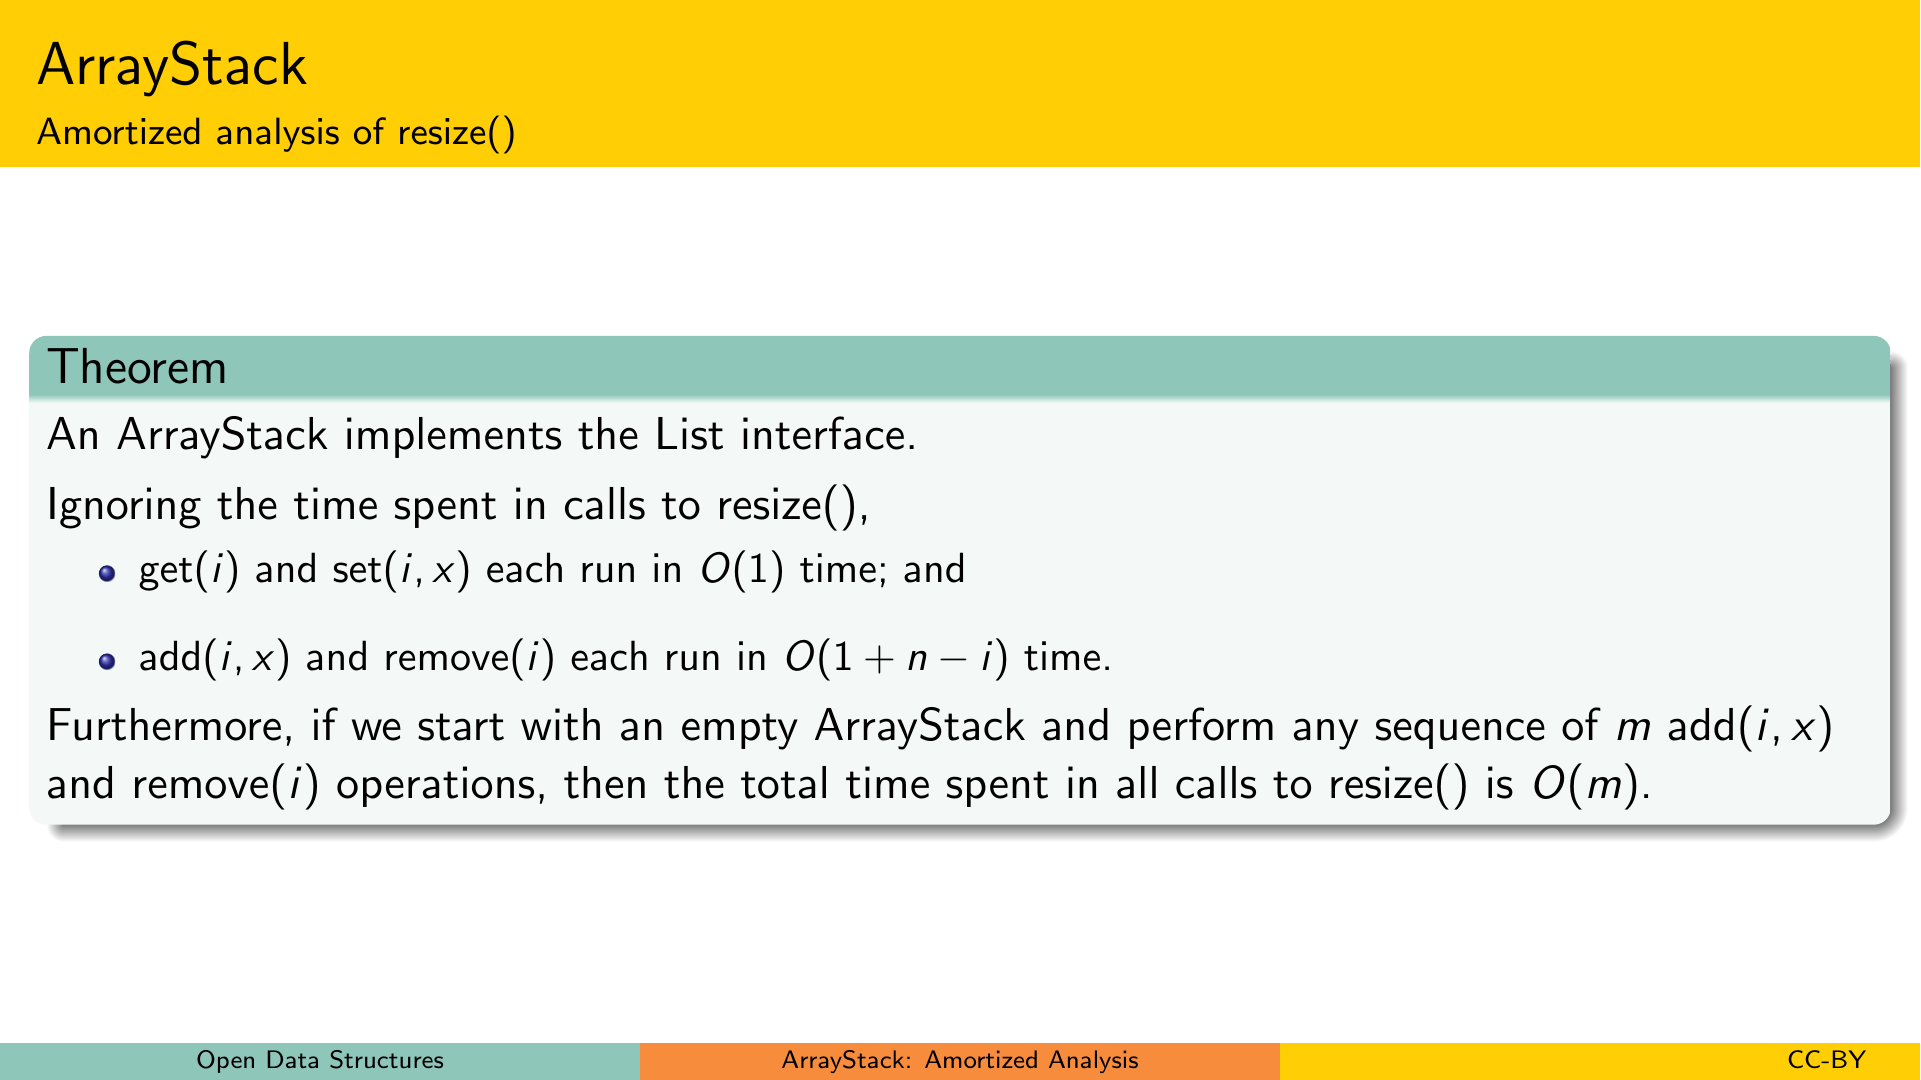 ArrayStack
Amortized analysis of resize()
Theorem
An ArrayStack implements the List interface.
Ignoring the time spent in calls to resize(),
get(i) and set(i, x) each run in O(1) time; and
add(i, x) and remove(i) each run in O(1 + n − i) time.
Furthermore, if we start with an empty ArrayStack and perform any sequence of m add(i, x)
and remove(i) operations, then the total time spent in all calls to resize() is O(m).
Open Data Structures
ArrayStack: Amortized Analysis
CC-BY